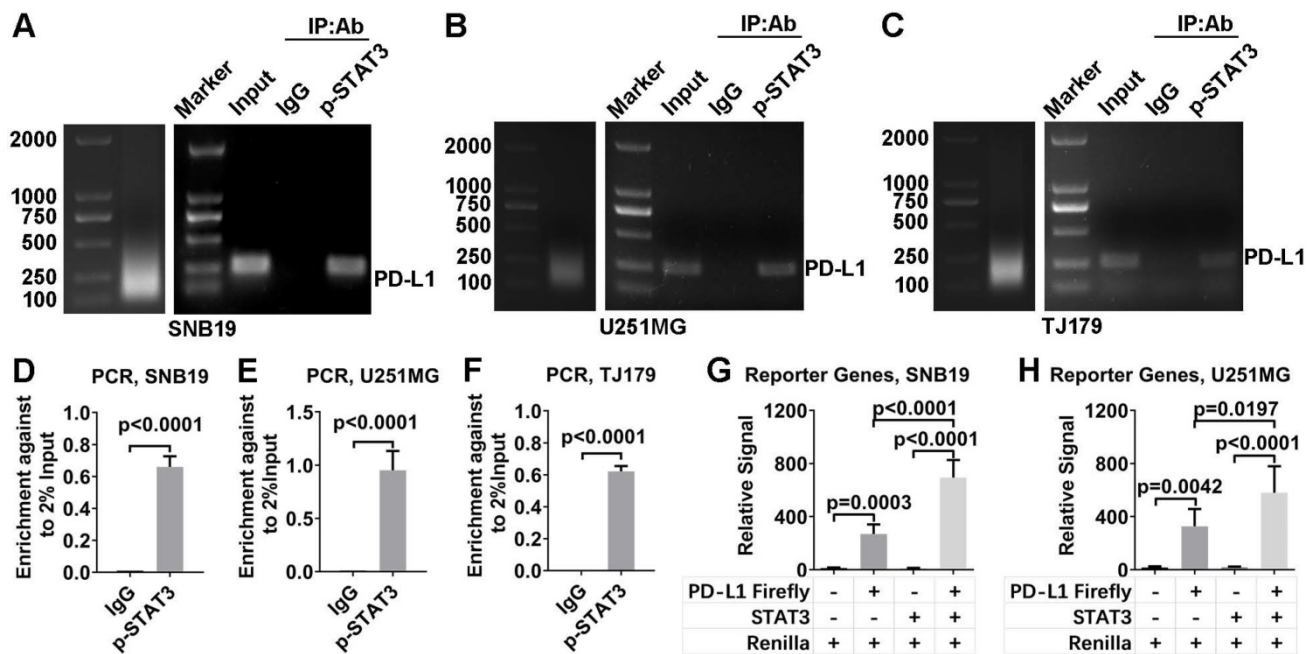 A
IP:Ab
Marker
Input
IgG
p-STAT3
2000
1000
750
500
250
100
PD-L1
SNB19
B
IP:Ab
Marker
Input
IgG
p-STAT3
2000
1000
750
500
250
100
PD-L1
U251MG
C
IP:Ab
Marker
Input
IgG
p-STAT3
2000
1000
750
500
250
100
PD-L1
TJ179
D
PCR, SNB19
Enrichment against
to 2% Input
1.0
0.8
0.6
0.4
0.2
0.0
p<0.0001
IgG
p-STAT3
E
PCR, U251MG
Enrichment against
to 2%Input
1.5
1.0
0.5
0.0
p<0.0001
IgG
p-STAT3
F
PCR, TJ179
Enrichment against
to 2%Input
1.0
0.8
0.6
0.4
0.2
0.0
p<0.0001
IgG
p-STAT3
G
Reporter Genes, SNB19
Relative Signal
1200
800
400
0
p<0.0001
p<0.0001
p=0.0003
PD-L1 Firefly - + - +
STAT3 - - + +
Renilla + + + +
H
Reporter Genes, U251MG
Relative Signal
1200
800
400
0
p=0.0197
p<0.0001
p=0.0042
PD-L1 Firefly - + - +
STAT3 - - + +
Renilla + + + +